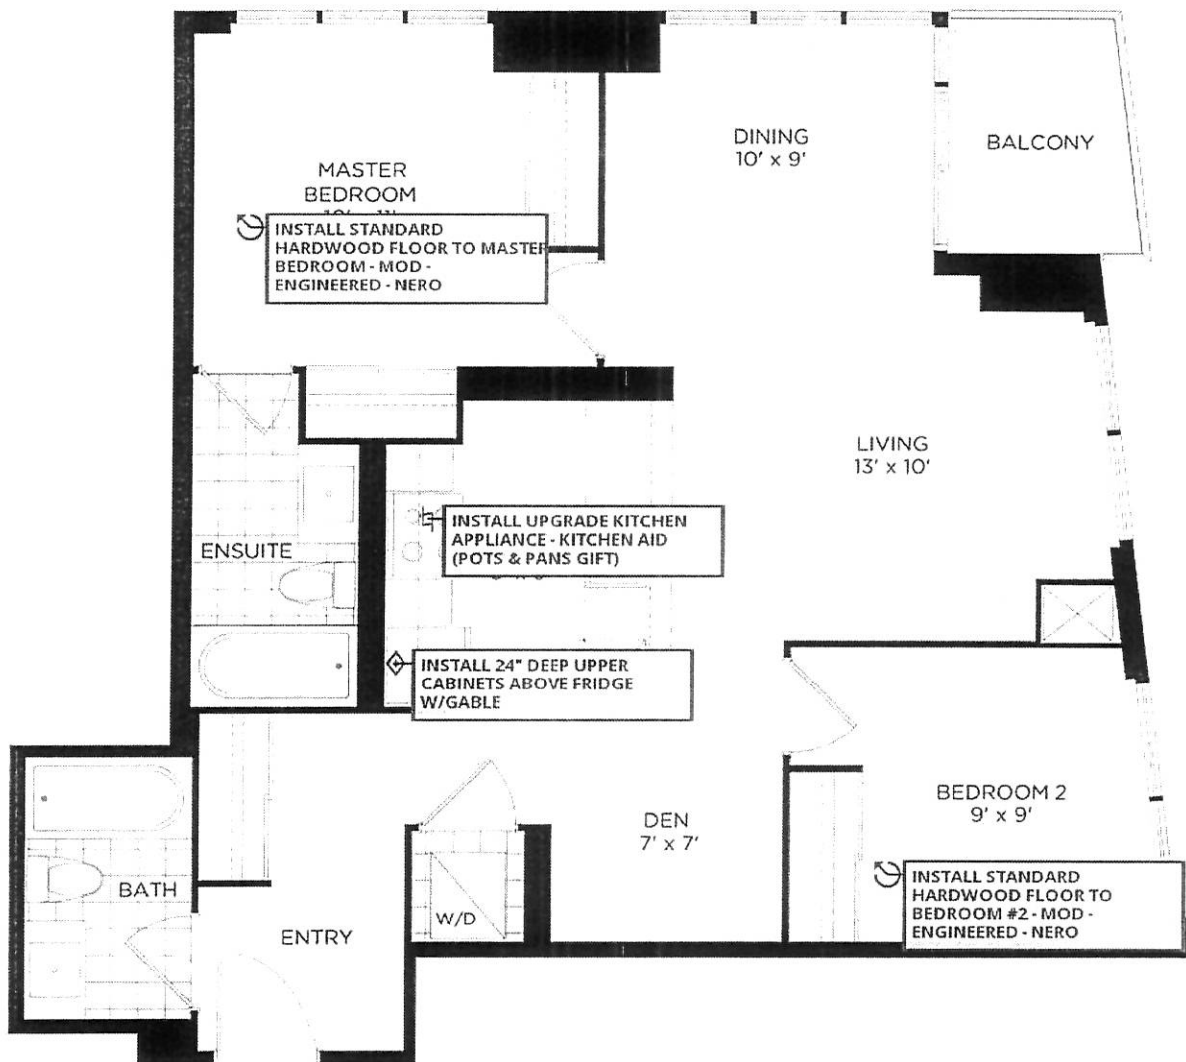 DINING
10' x 9'
BALCONY
MASTER
BEDROOM
INSTALL STANDARD
HARDWOOD FLOOR TO MASTER
BEDROOM - MOD -
ENGINEERED - NERO
LIVING
13' x 10'
INSTALL UPGRADE KITCHEN
APPLIANCE - KITCHEN AID
(POTS & PANS GIFT)
ENSUITE
INSTALL 24" DEEP UPPER
CABINETS ABOVE FRIDGE
W/GABLE
BEDROOM 2
9' x 9'
DEN
7' x 7'
INSTALL STANDARD
HARDWOOD FLOOR TO
BEDROOM #2 - MOD -
ENGINEERED - NERO
BATH
W/D
ENTRY